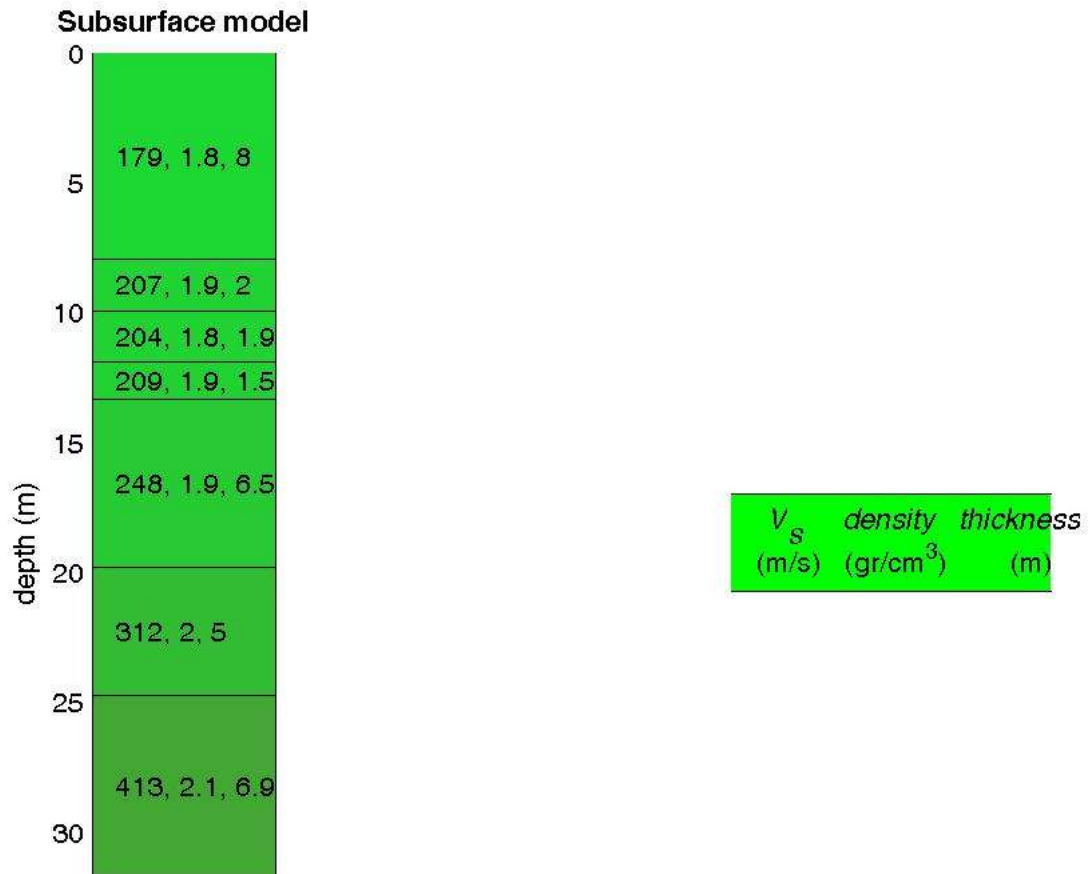 Subsurface model
0
179, 1.8, 8
5
207, 1.9, 2
10
204, 1.8, 1.9
209, 1.9, 1.5
15
248, 1.9, 6.5
depth (m)
V_s density thickness
(m/s) (gr/cm³) (m)
20
312, 2, 5
25
413, 2.1, 6.9
30